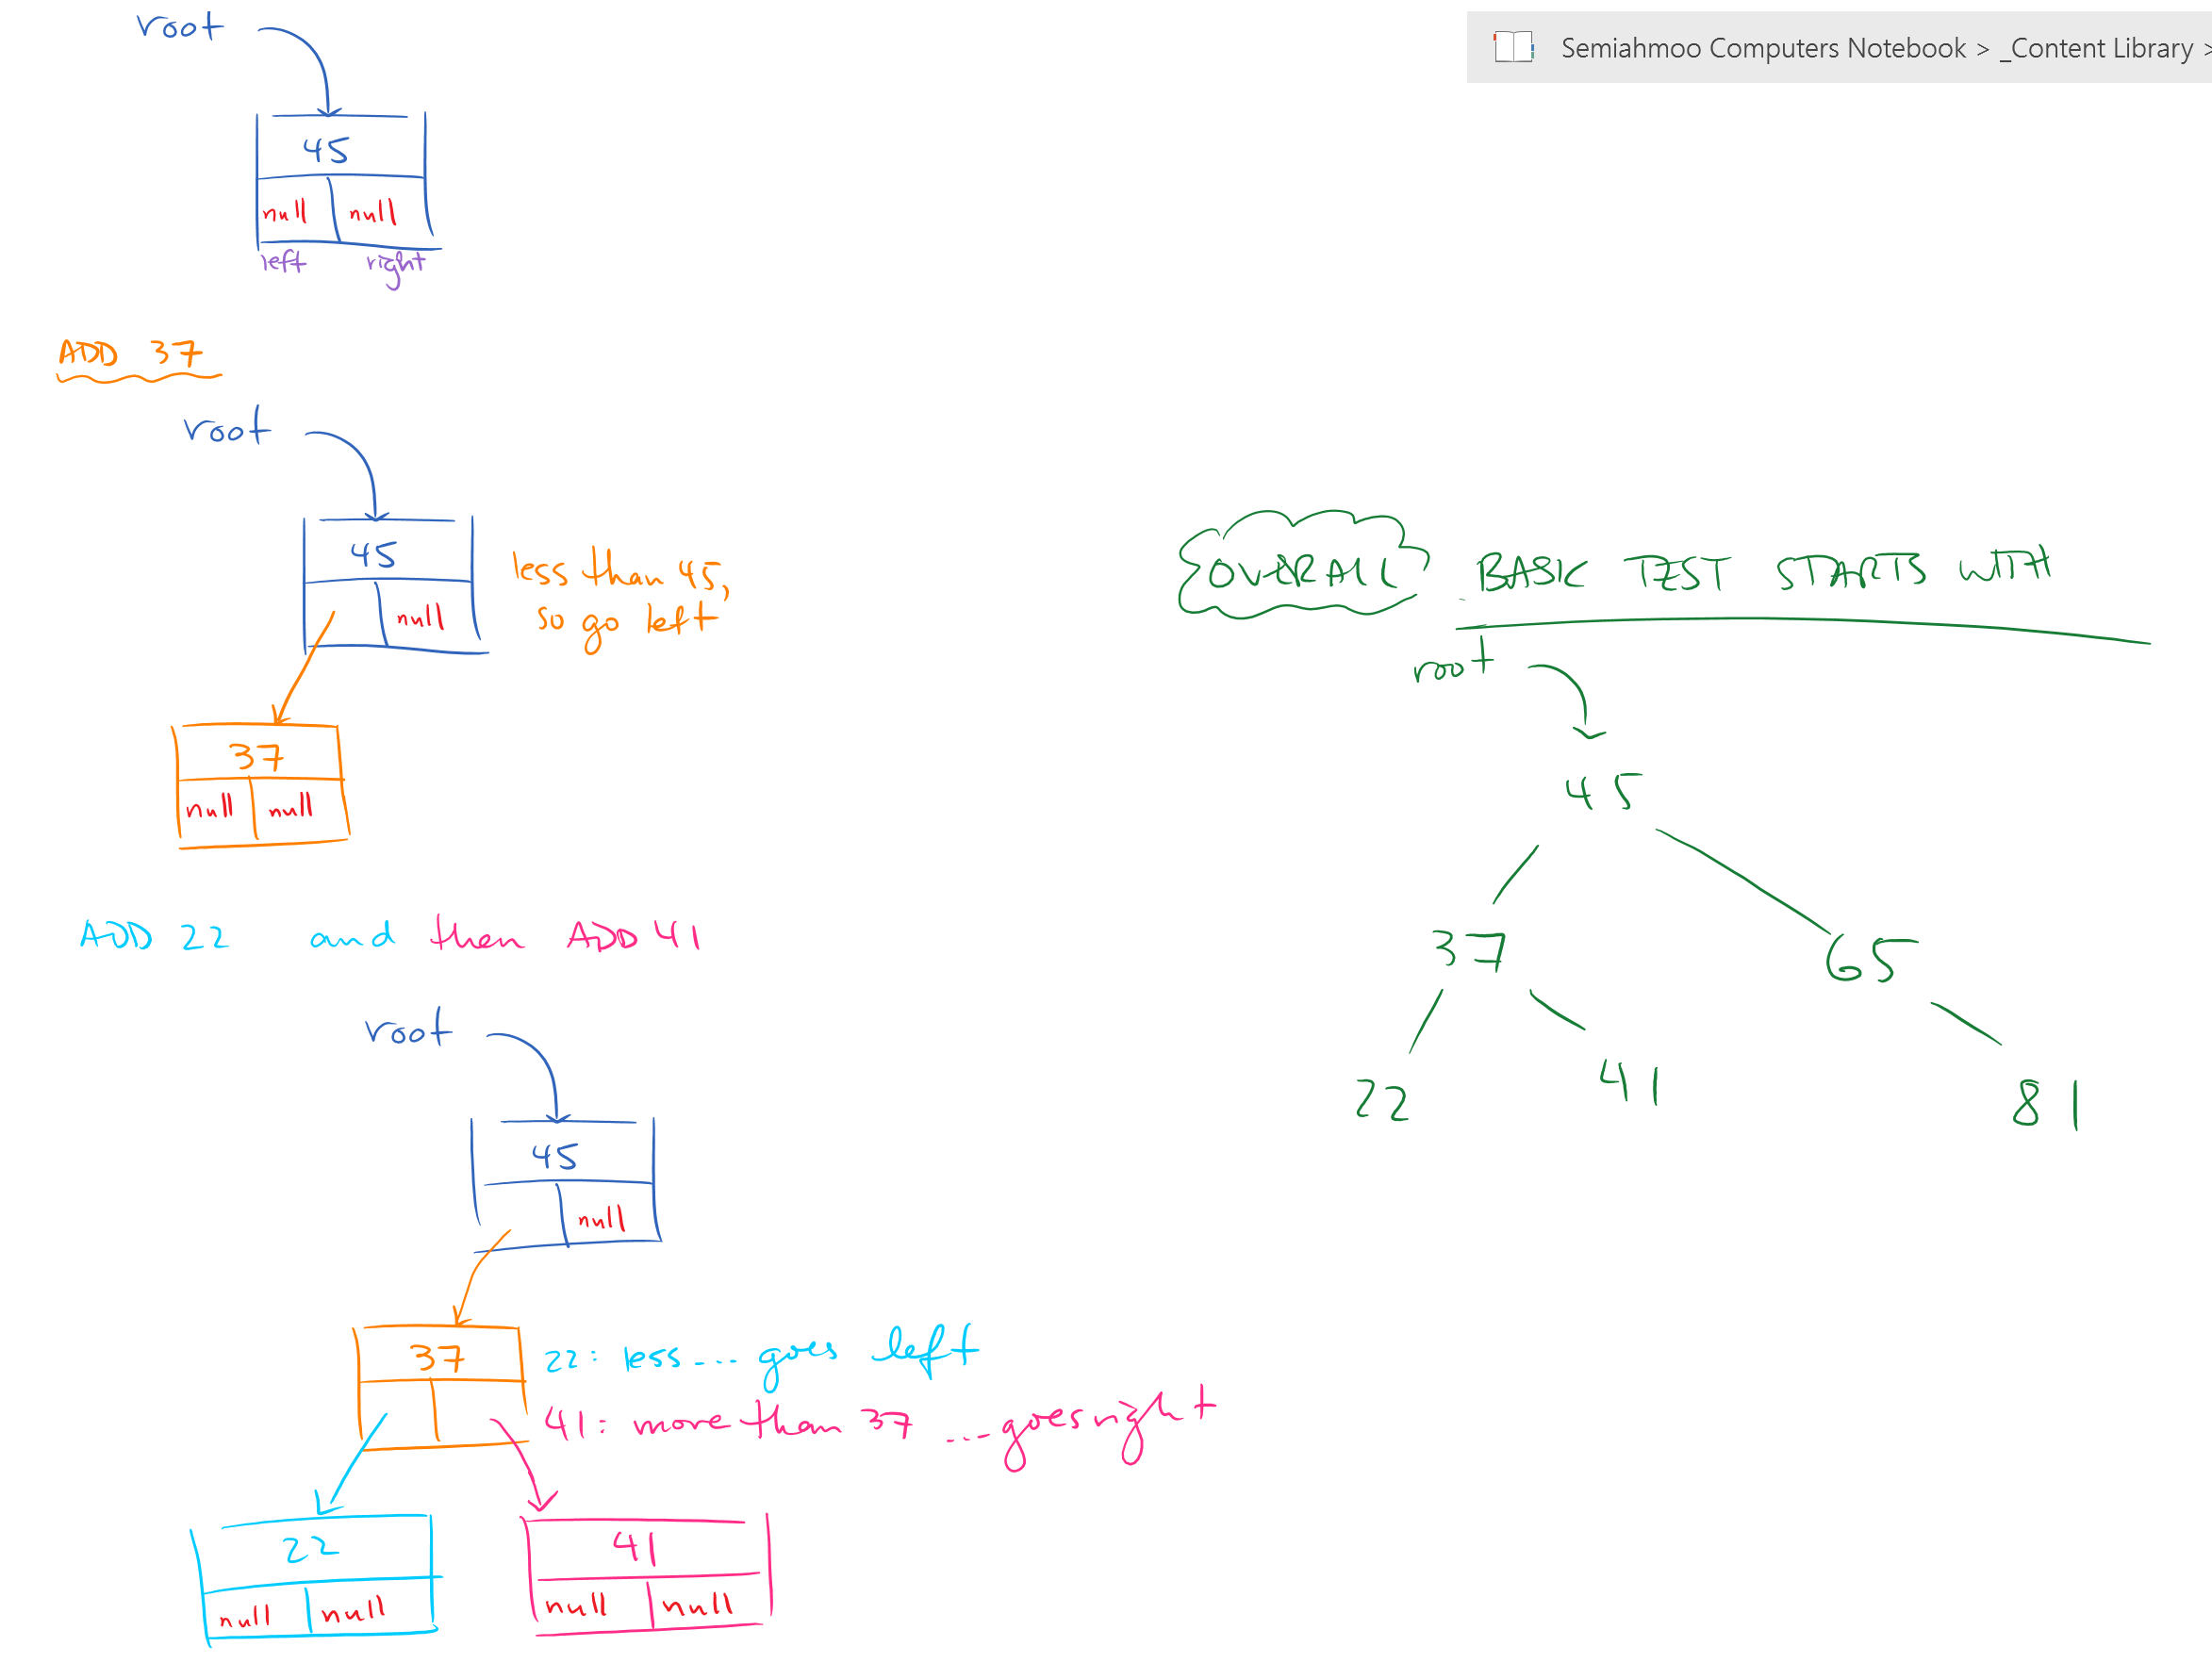 root
45
null null
left right
ADD 37
root
45
null
less than 45,
so go left
37
null null
ADD 22 and then ADD 41
root
45
null
37
22: less... goes left
41: more than 37 ... goes right
22
null null
41
null null
Semiahmoo Computers Notebook > _Content Library >
OVERALL BASIC TEST STARTS WITH
root
45
37 65
22 41 81